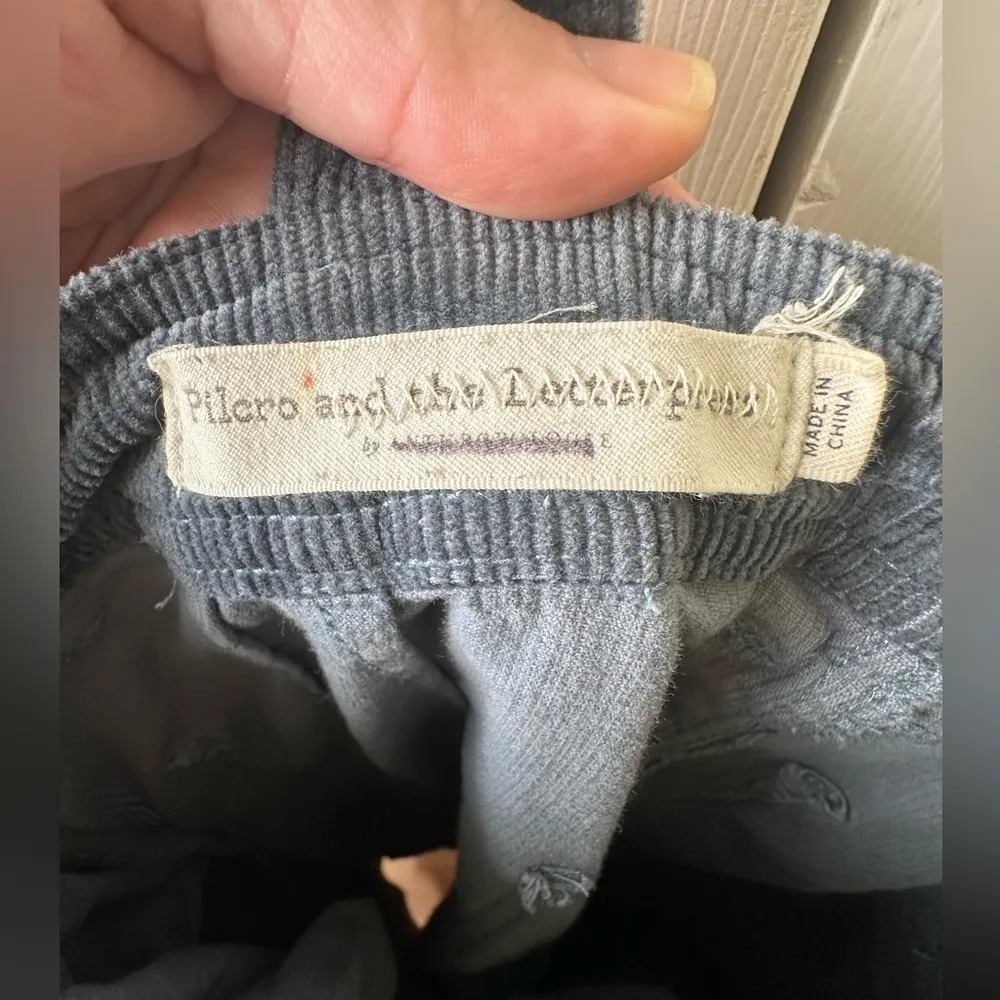 Pilcro and the Letterpress
by
MADE IN
CHINA